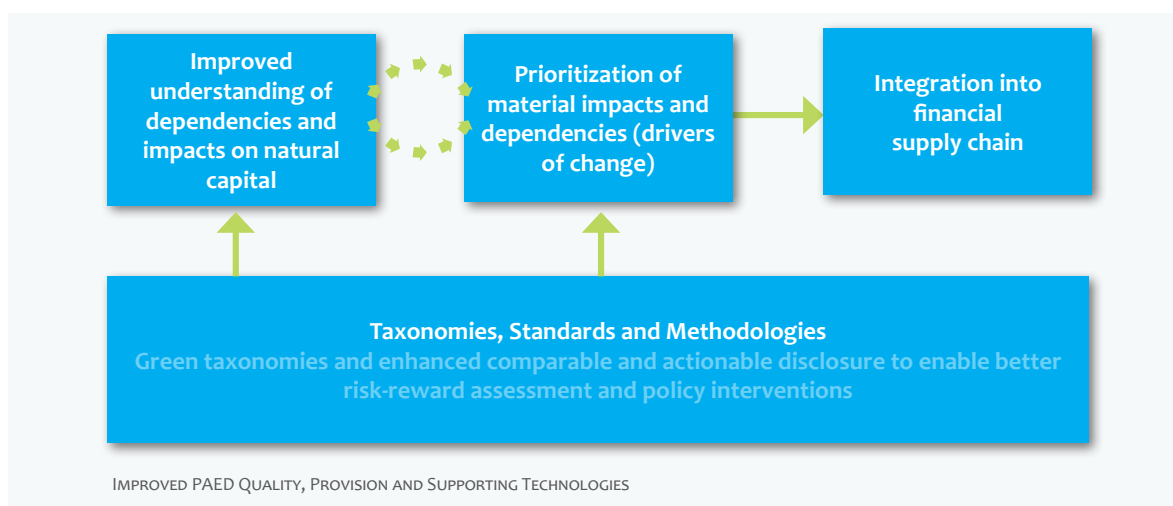 Improved
understanding of
dependencies and
impacts on natural
capital
Prioritization of
material impacts and
dependencies (drivers
of change)
Integration into
financial
supply chain
Taxonomies, Standards and Methodologies
Green taxonomies and enhanced comparable and actionable disclosure to enable better
risk-reward assessment and policy interventions
Improved PAED Quality, Provision and Supporting Technologies